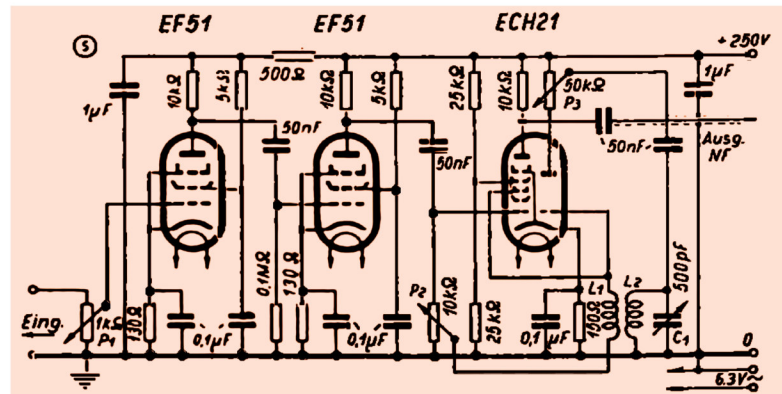 EF51
EF51
ECH21
S
+250V
500Ω
1µF
10kΩ
5kΩ
10kΩ
5kΩ
25kΩ
10kΩ
50kΩ
P3
1µF
50nF
50nF
50nF
Ausg.
NF
Eing.
1kΩ
P1
130Ω
0,1µF
0,1MΩ
130Ω
0,1µF
P2
10kΩ
25kΩ
0,1µF
150Ω
L1
L2
500pF
C1
0
6.3V~